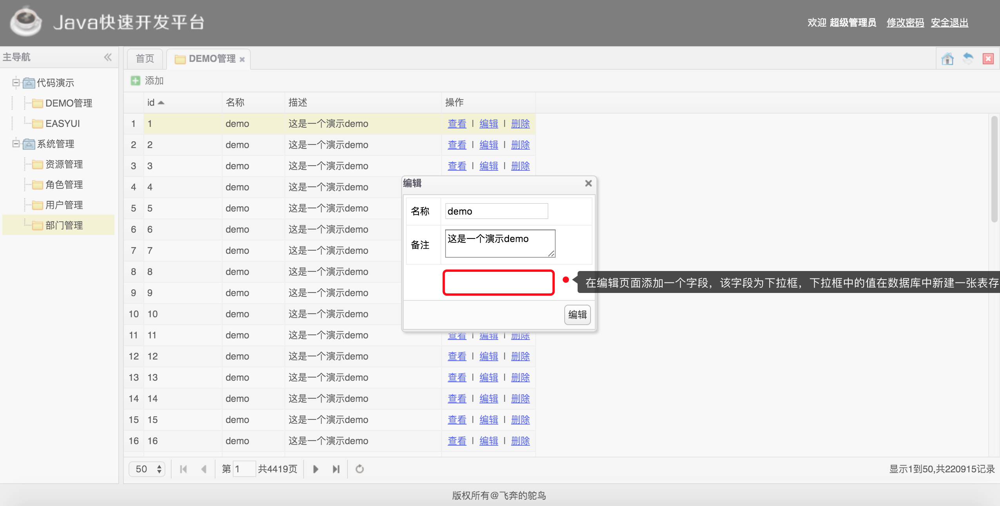 Java快速开发平台
欢迎 超级管理员 修改密码 安全退出
主导航
首页 DEMO管理
代码演示
DEMO管理
EASYUI
系统管理
资源管理
角色管理
用户管理
部门管理
添加
id 名称 描述 操作
1 1 demo 这是一个演示demo 查看 | 编辑 | 删除
2 2 demo 这是一个演示demo 查看 | 编辑 | 删除
3 3 demo 这是一个演示demo 查看 | 编辑 | 删除
4 4 demo 这是一个演示demo
5 5 demo 这是一个演示demo
6 6 demo 这是一个演示demo
7 7 demo 这是一个演示demo
8 8 demo 这是一个演示demo
9 9 demo 这是一个演示demo
10 10 demo 这是一个演示demo
11 11 demo 这是一个演示demo 查看 | 编辑 | 删除
12 12 demo 这是一个演示demo 查看 | 编辑 | 删除
13 13 demo 这是一个演示demo 查看 | 编辑 | 删除
14 14 demo 这是一个演示demo 查看 | 编辑 | 删除
15 15 demo 这是一个演示demo 查看 | 编辑 | 删除
16 16 demo 这是一个演示demo 查看 | 编辑 | 删除
编辑
名称 demo
备注 这是一个演示demo
在编辑页面添加一个字段，该字段为下拉框，下拉框中的值在数据库中新建一张表存
编辑
50 第 1 共4419页 显示1到50,共220915记录
版权所有@飞奔的鸵鸟